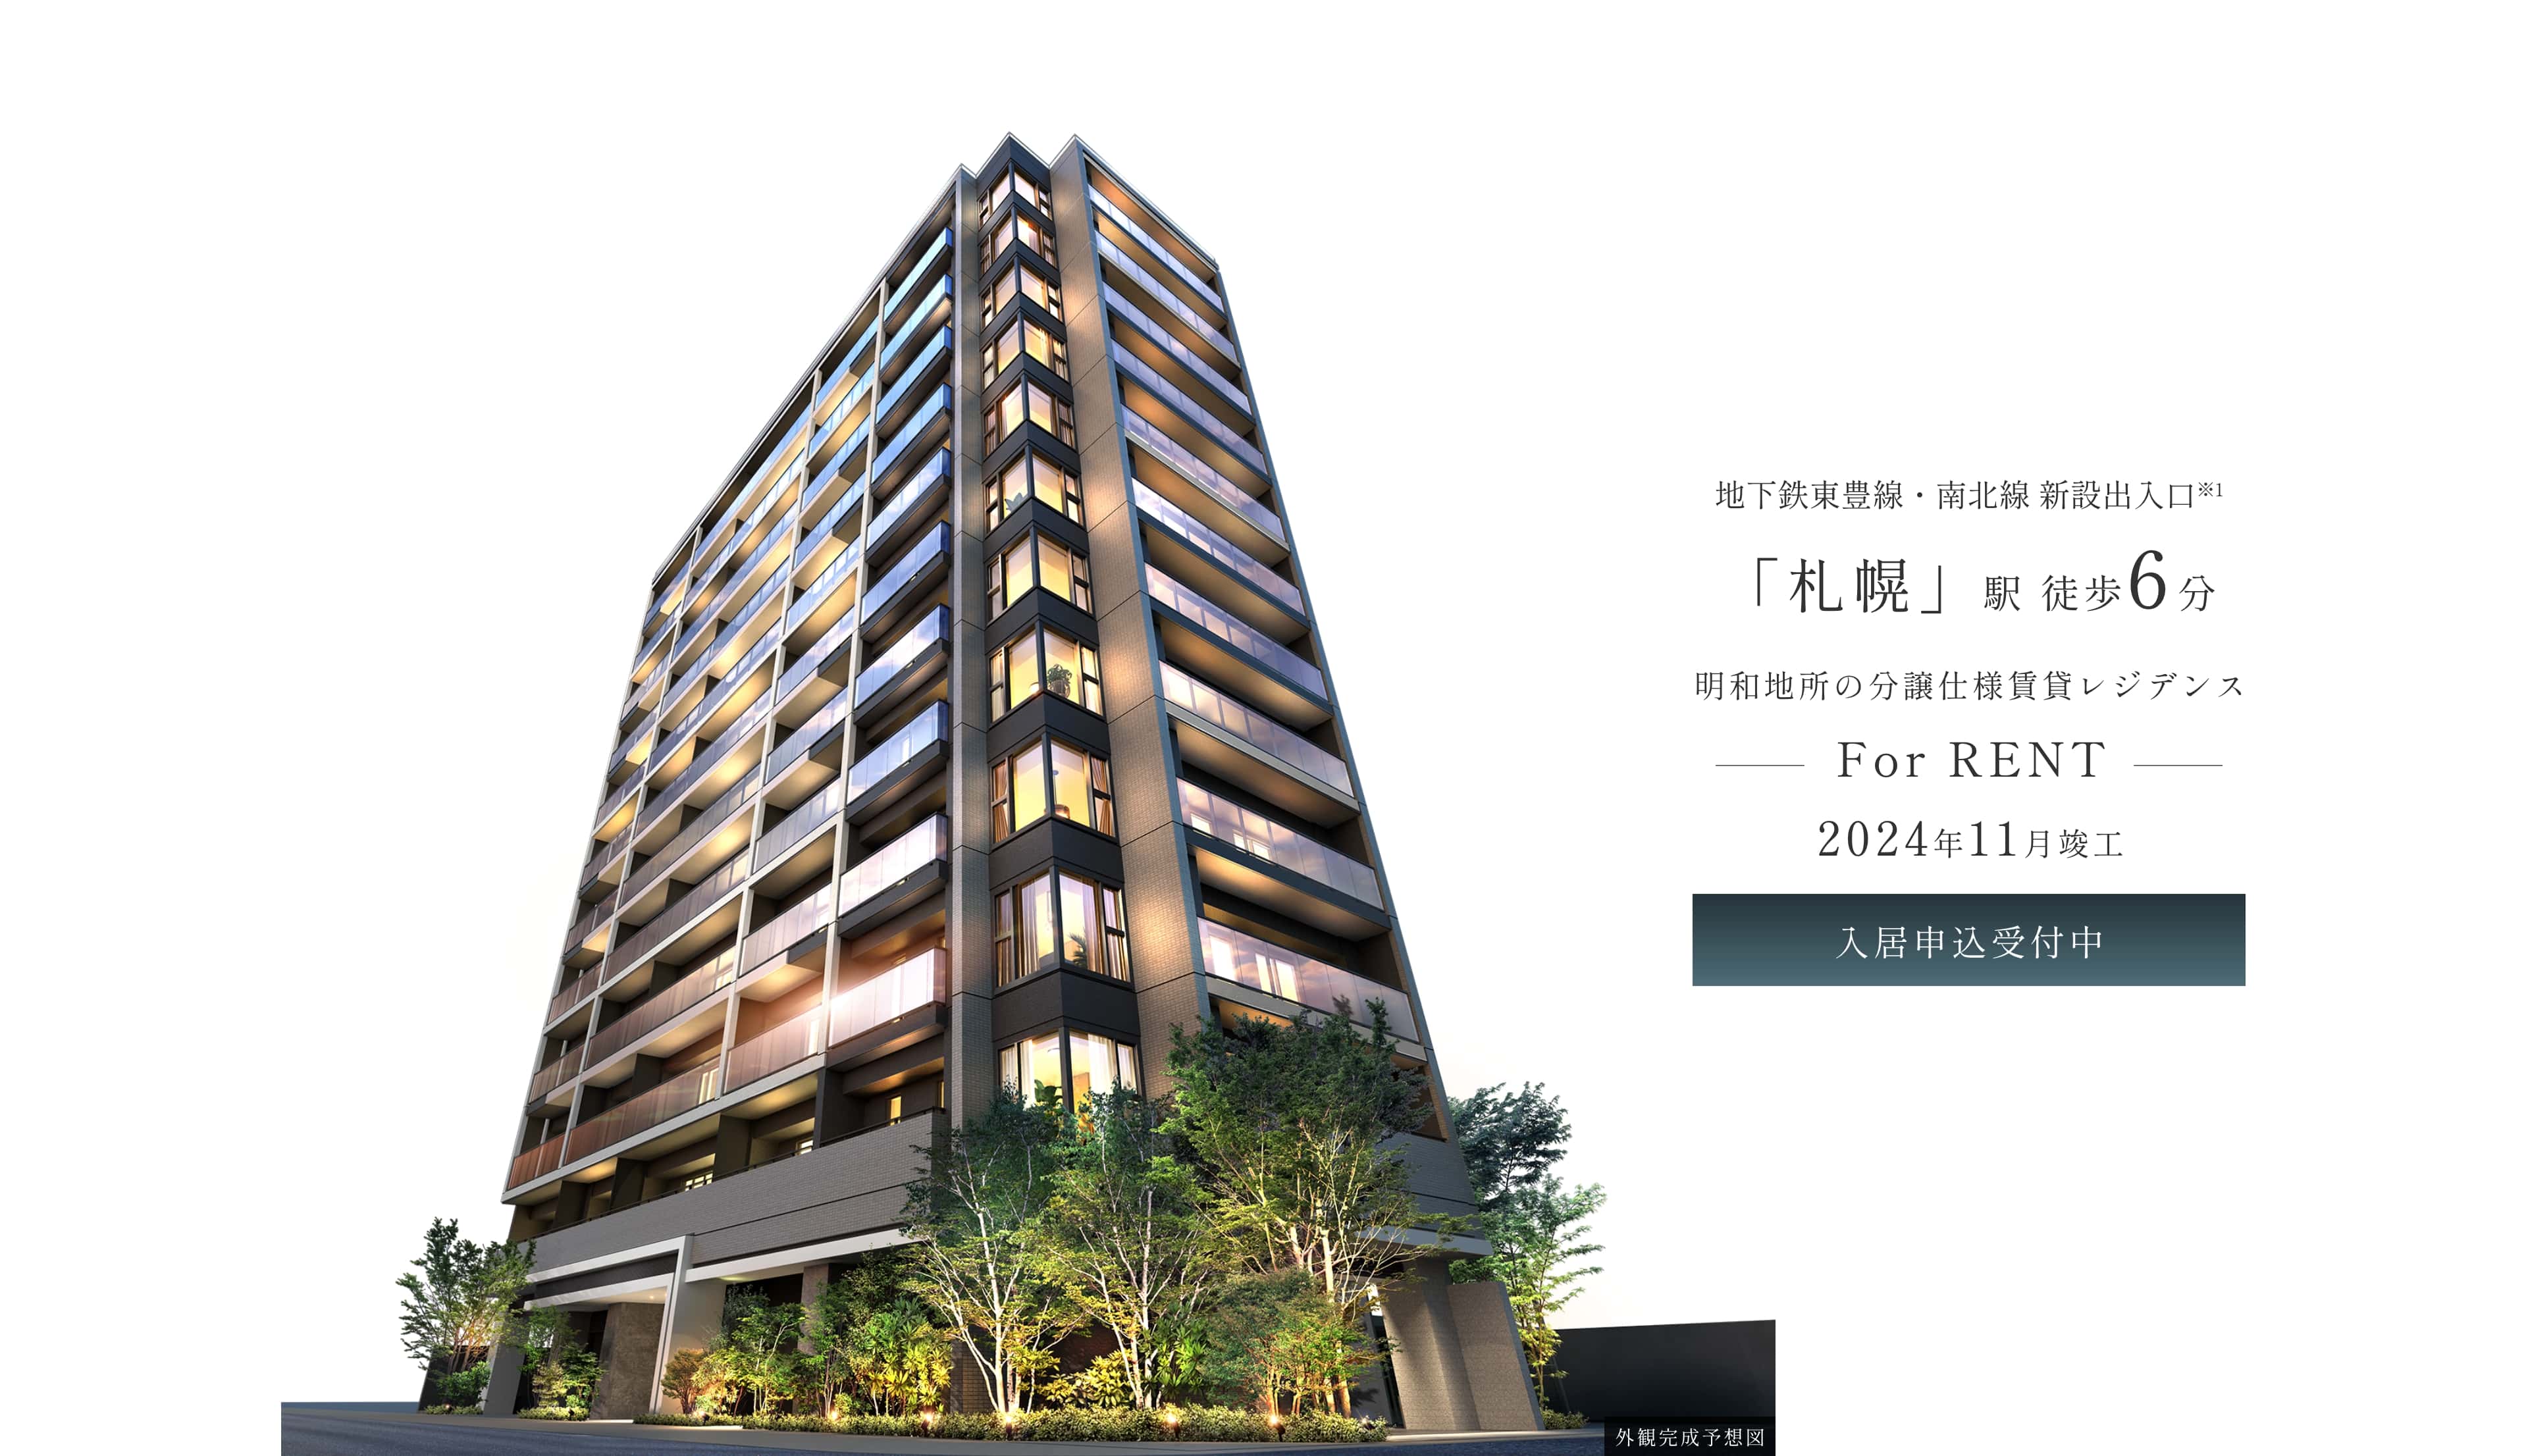 地下鉄東豊線・南北線 新設出入口※1
「札幌」駅 徒歩6分
明和地所の分譲仕様賃貸レジデンス
For RENT
2024年11月竣工
入居申込受付中
外観完成予想図